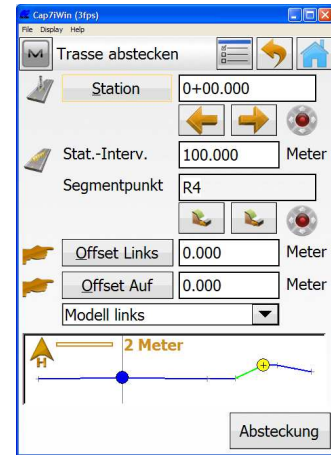 Cap7iWin (3fps)
File Display Help
M Trasse abstecken
Station 0+00.000
Stat.-Interv. 100.000 Meter
Segmentpunkt R4
Offset Links 0.000 Meter
Offset Auf 0.000 Meter
Modell links
H 2 Meter
Absteckung